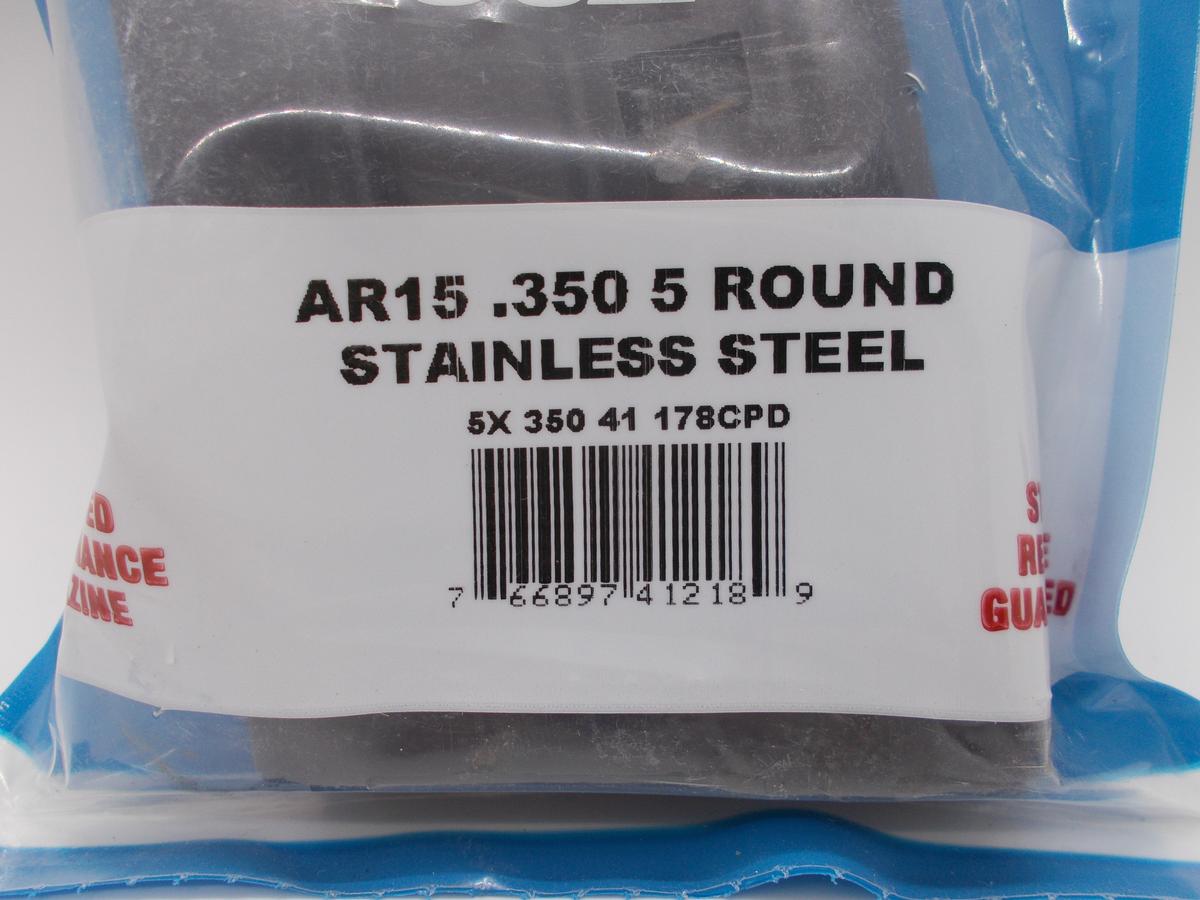 AR15 .350 5 ROUND
STAINLESS STEEL
5X 350 41 178CPD
7 66897 41218 9